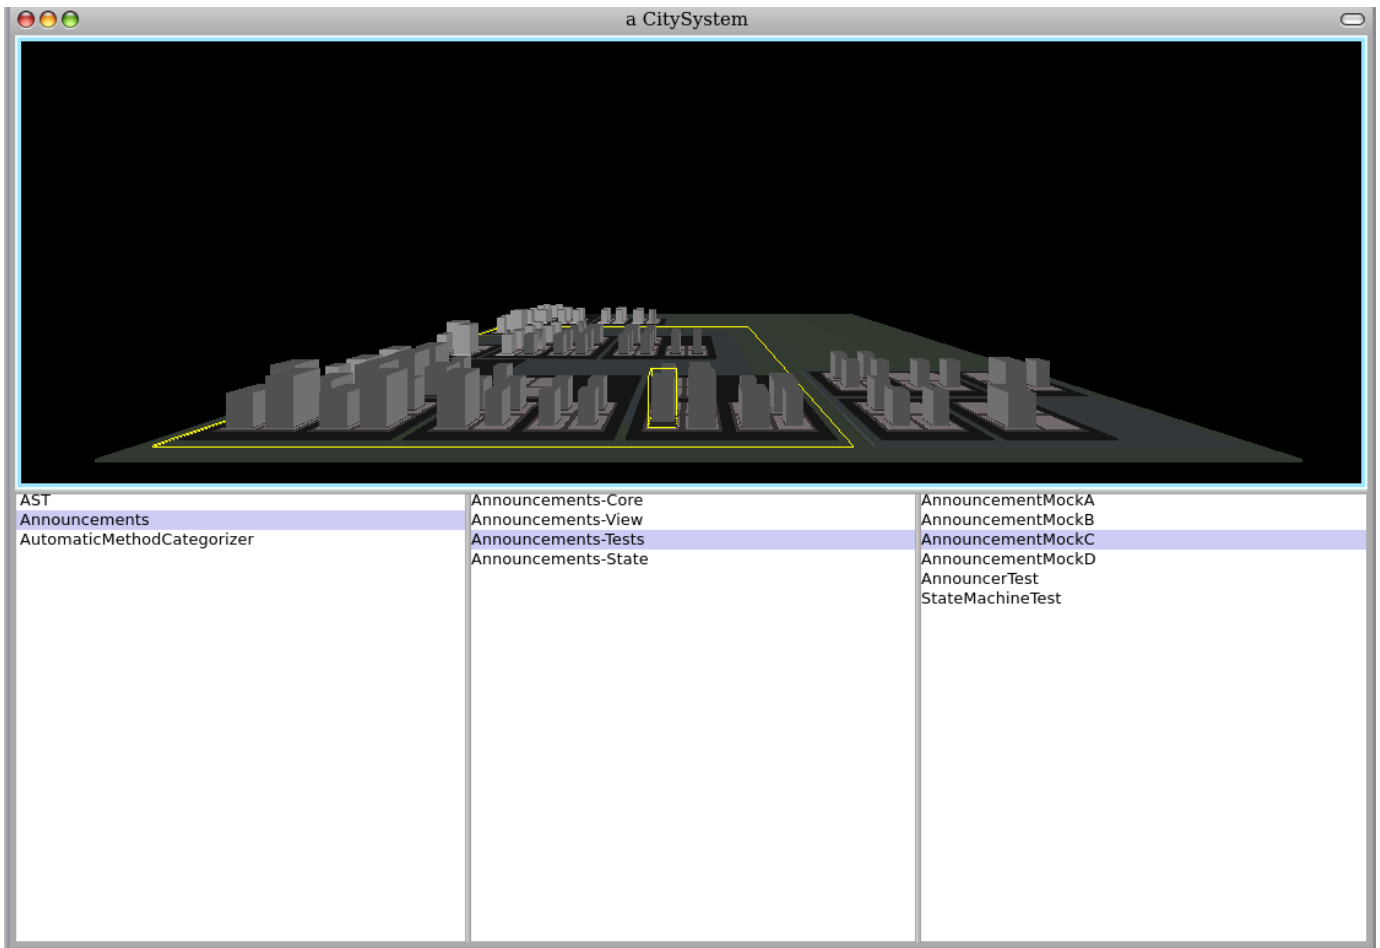 a CitySystem
AST
Announcements
AutomaticMethodCategorizer
Announcements-Core
Announcements-View
Announcements-Tests
Announcements-State
AnnouncementMockA
AnnouncementMockB
AnnouncementMockC
AnnouncementMockD
AnnouncerTest
StateMachineTest